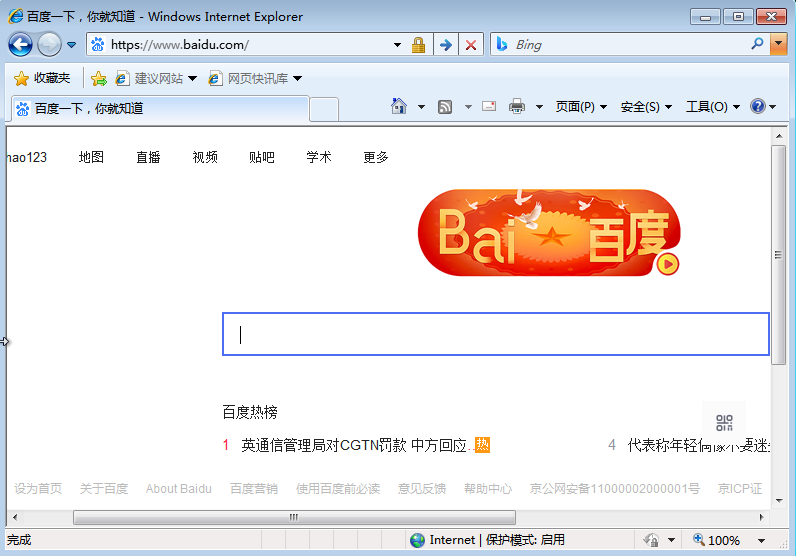 百度一下，你就知道 - Windows Internet Explorer
https://www.baidu.com/ Bing
收藏夹 建议网站 网页快讯库
百度一下，你就知道 页面(P) 安全(S) 工具(O)
hao123 地图 直播 视频 贴吧 学术 更多
Bai 百度
百度热榜
1 英通信管理局对CGTN罚款 中方回应... 热 4 代表称年轻
设为首页 关于百度 About Baidu 百度营销 使用百度前必读 意见反馈 帮助中心 京公网安备11000002000001号 京ICP证
完成 Internet | 保护模式: 启用 100%